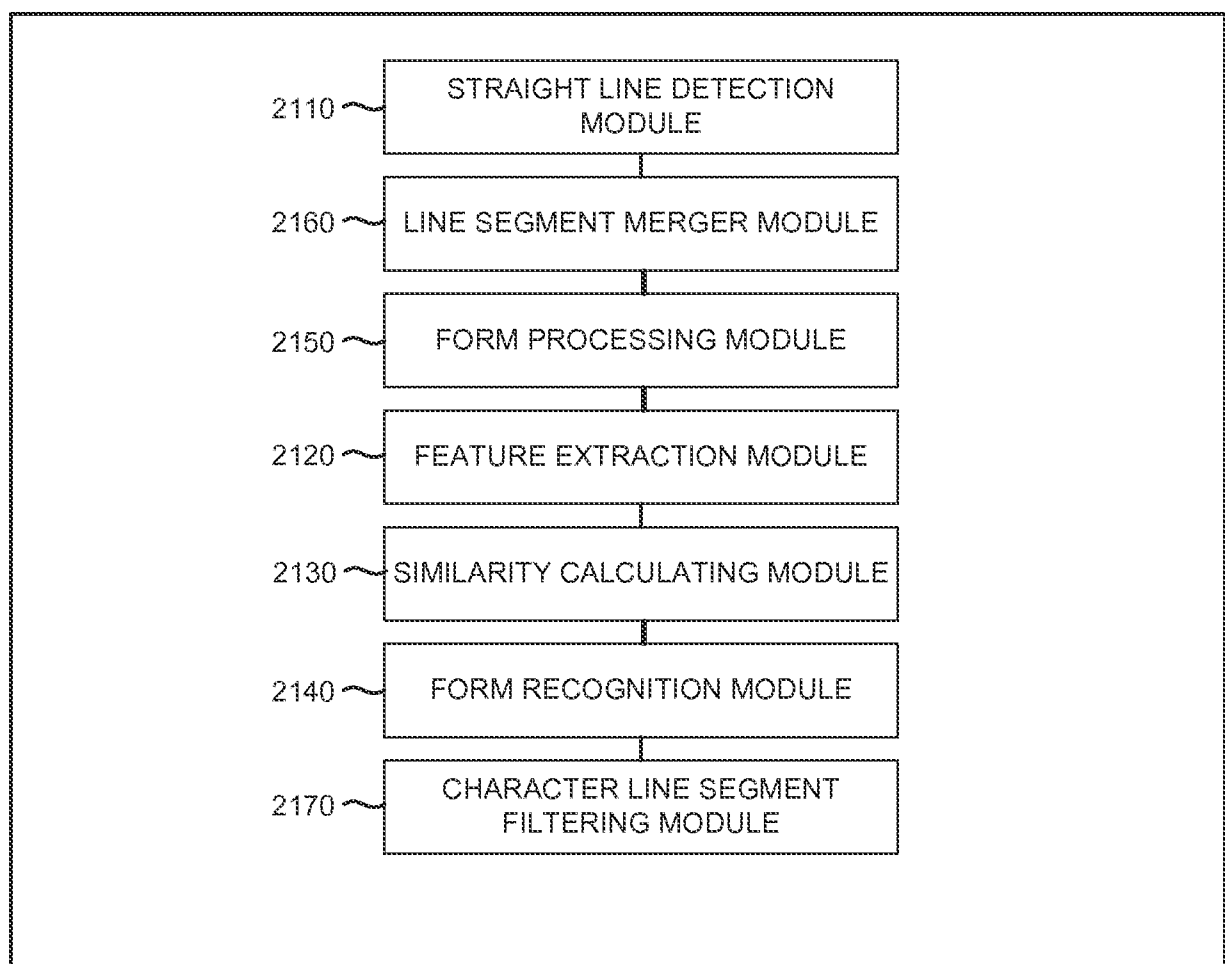 STRAIGHT LINE DETECTION
2110
MODULE
2160 LINE SEGMENT MERGER MODULE
2150 FORM PROCESSING MODULE
2120 FEATURE EXTRACTION MODULE
2130 SIMILARITY CALCULATING MODULE
2140 FORM RECOGNITION MODULE
CHARACTER LINE SEGMENT
2170
FILTERING MODULE